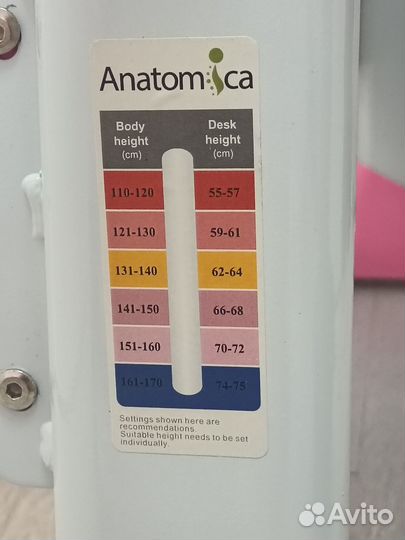 Anatomica
Body height (cm) Desk height (cm)
110-120 55-57
121-130 59-61
131-140 62-64
141-150 66-68
151-160 70-72
161-170 74-75
Settings shown here are
recommendations.
Suitable height needs to be set
individually.
Avito